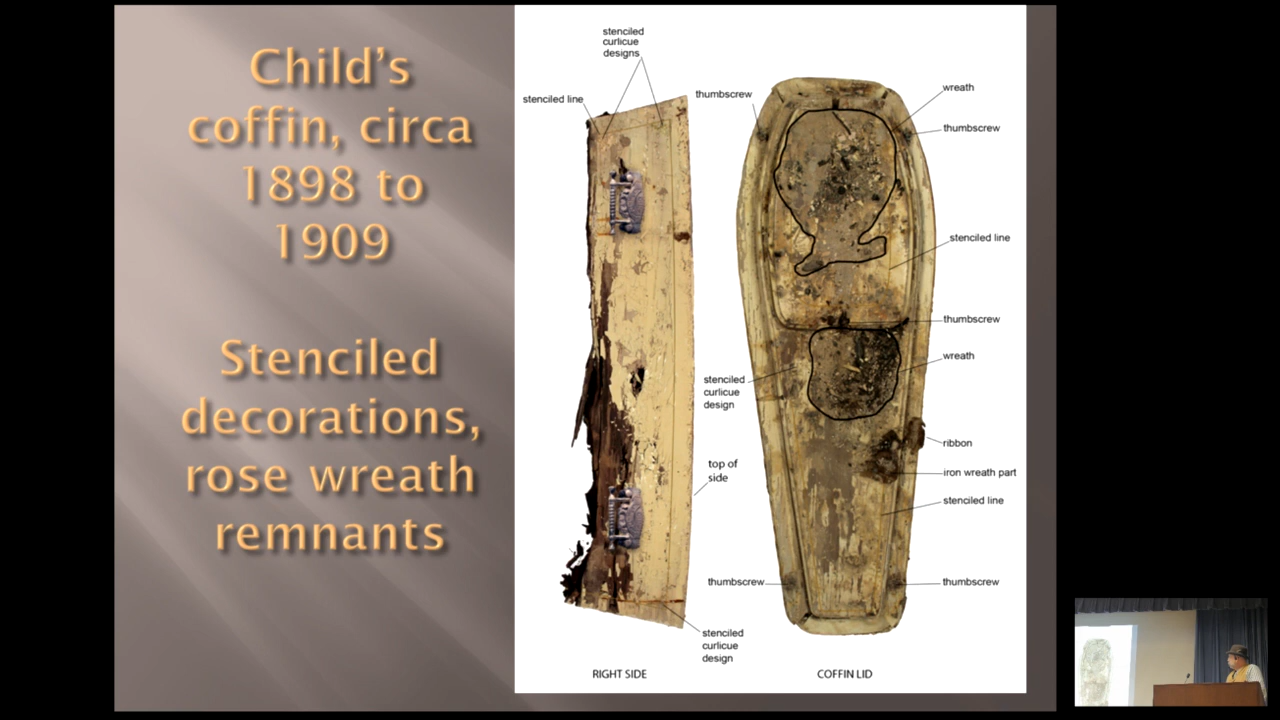 Child's
coffin, circa
1898 to
1909
Stenciled
decorations,
rose wreath
remnants
stenciled
curlicue
designs
stenciled line
thumbscrew
wreath
thumbscrew
stenciled line
thumbscrew
wreath
stenciled
curlicue
design
ribbon
top of
side
iron wreath part
stenciled line
thumbscrew
thumbscrew
stenciled
curlicue
design
RIGHT SIDE
COFFIN LID